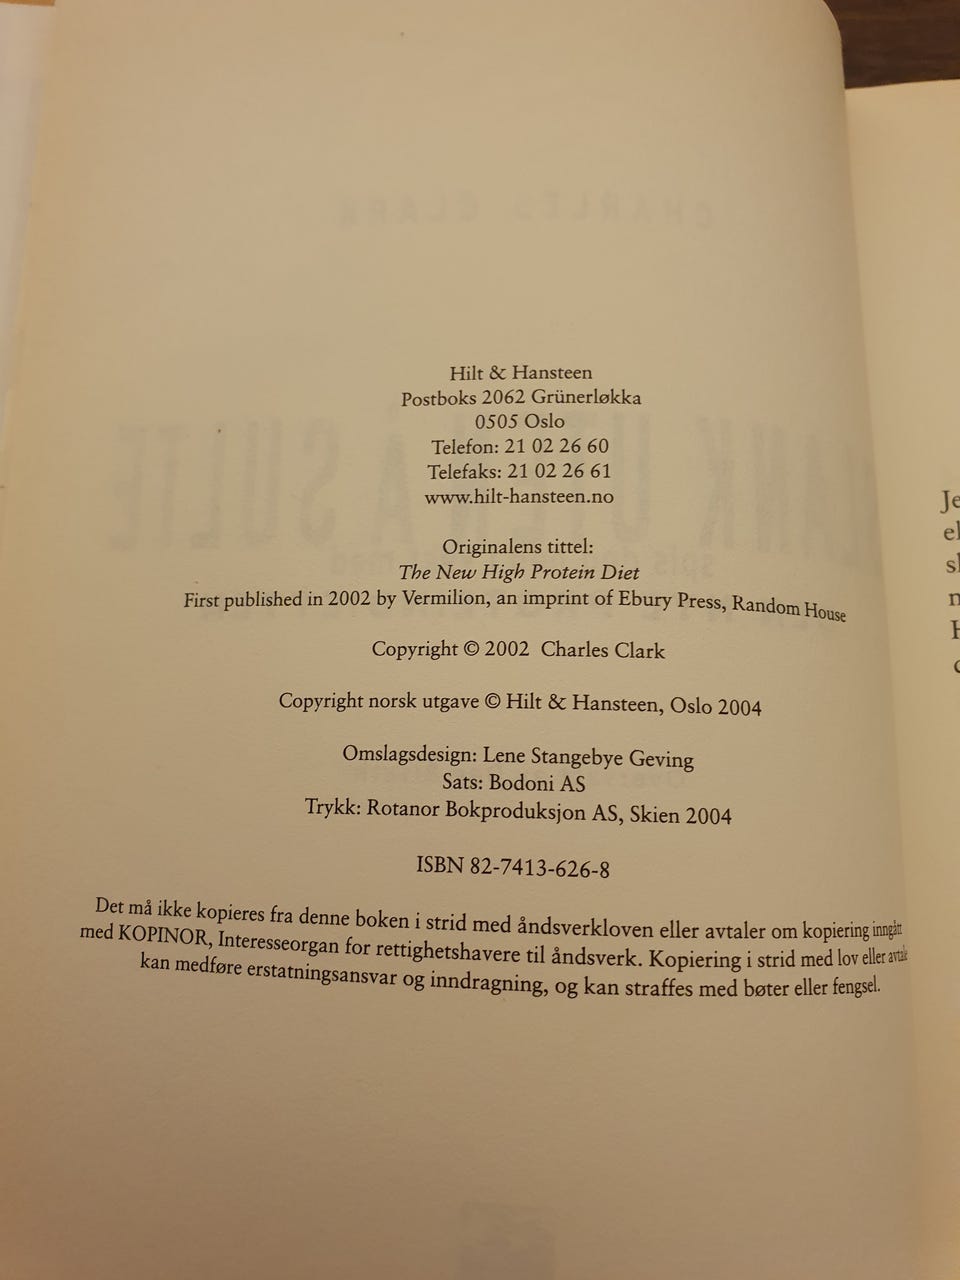 Hilt & Hansteen
Postboks 2062 Grünerløkka
0505 Oslo
Telefon: 21 02 26 60
Telefaks: 21 02 26 61
www.hilt-hansteen.no
Originalens tittel:
The New High Protein Diet
First published in 2002 by Vermilion, an imprint of Ebury Press, Random House
Copyright © 2002 Charles Clark
Copyright norsk utgave © Hilt & Hansteen, Oslo 2004
Omslagsdesign: Lene Stangebye Geving
Sats: Bodoni AS
Trykk: Rotanor Bokproduksjon AS, Skien 2004
ISBN 82-7413-626-8
Det må ikke kopieres fra denne boken i strid med åndsverkloven eller avtaler om kopiering inngått
med KOPINOR, Interesseorgan for rettighetshavere til åndsverk. Kopiering i strid med lov eller avtale
kan medføre erstatningsansvar og inndragning, og kan straffes med bøter eller fengsel.